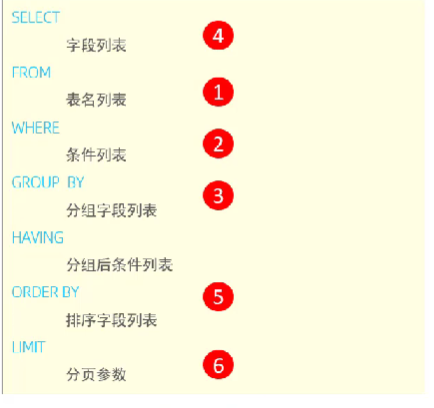 SELECT
字段列表 4
FROM
表名列表 1
WHERE
条件列表 2
GROUP BY
分组字段列表 3
HAVING
分组后条件列表
ORDER BY
排序字段列表 5
LIMIT
分页参数 6